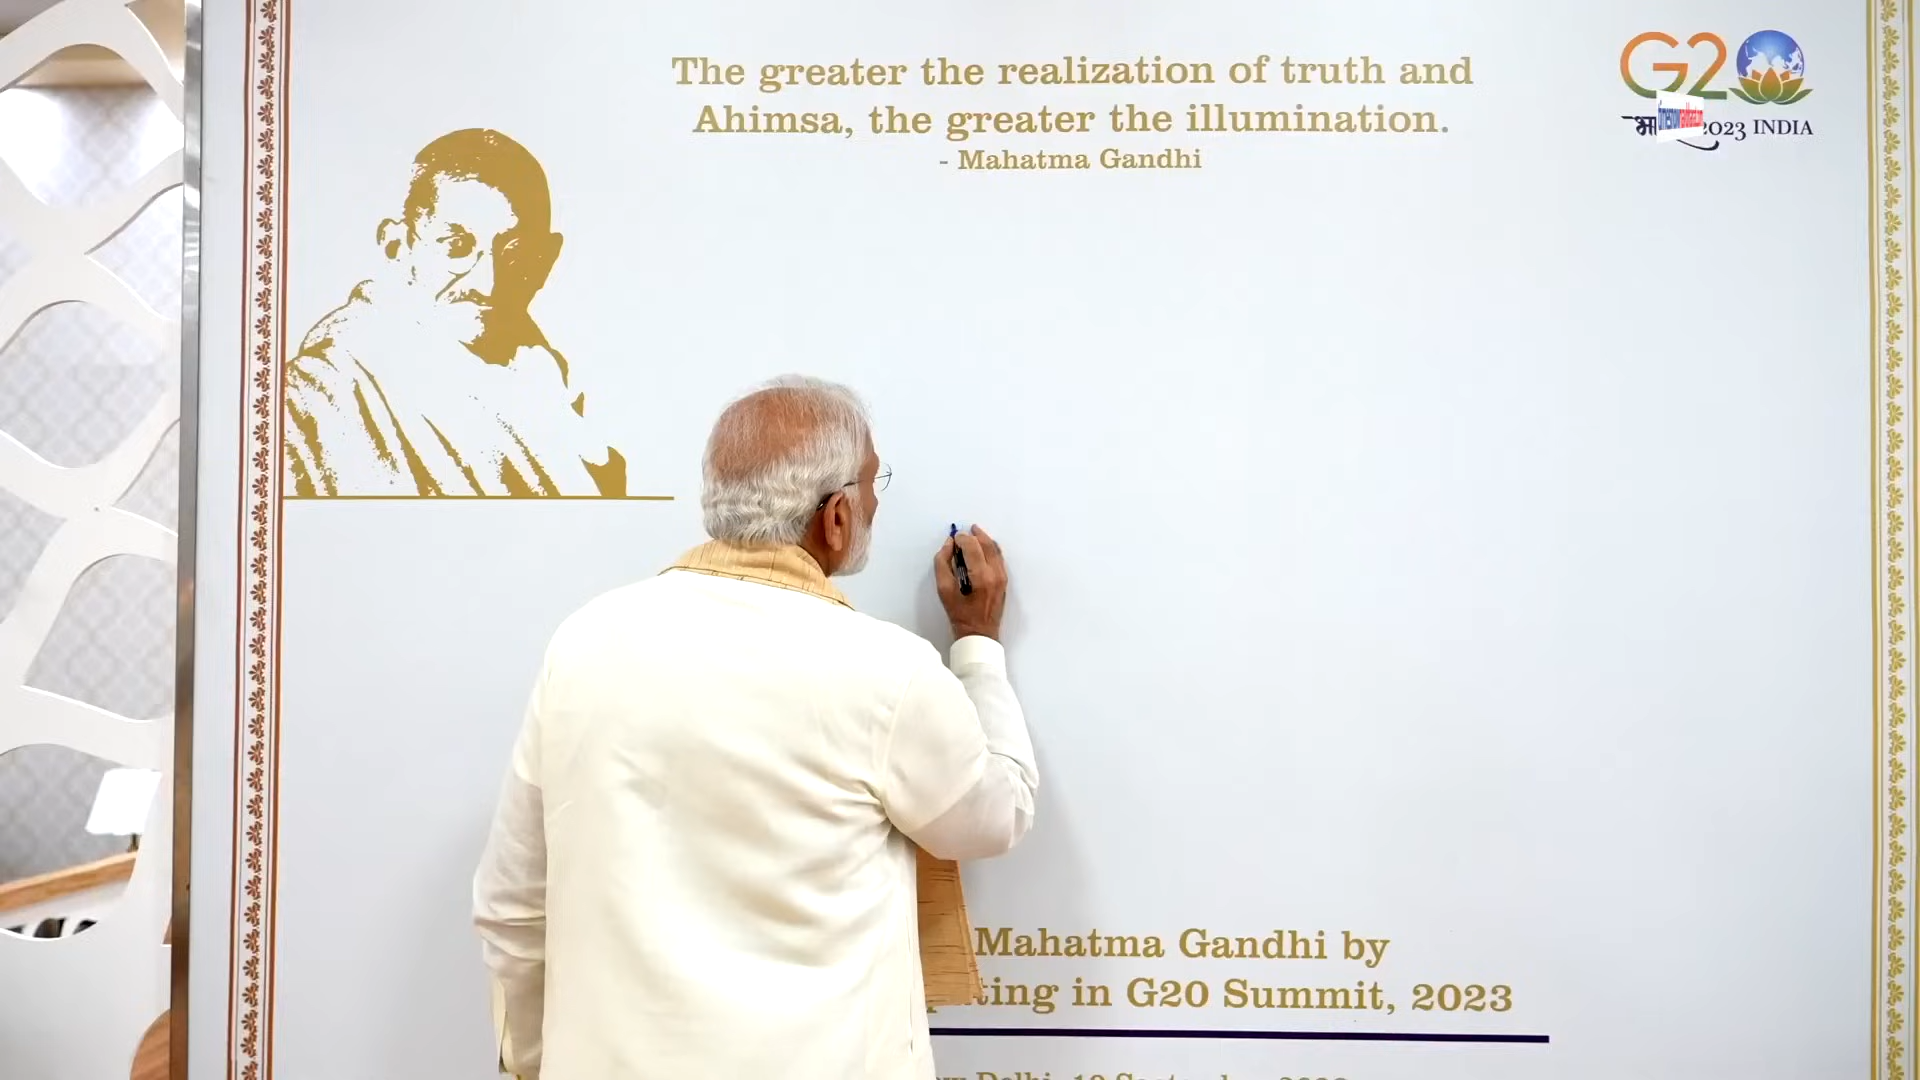 The greater the realization of truth and
Ahimsa, the greater the illumination.
- Mahatma Gandhi
G20
2023 INDIA
Mahatma Gandhi by
in G20 Summit, 2023
Delhi,